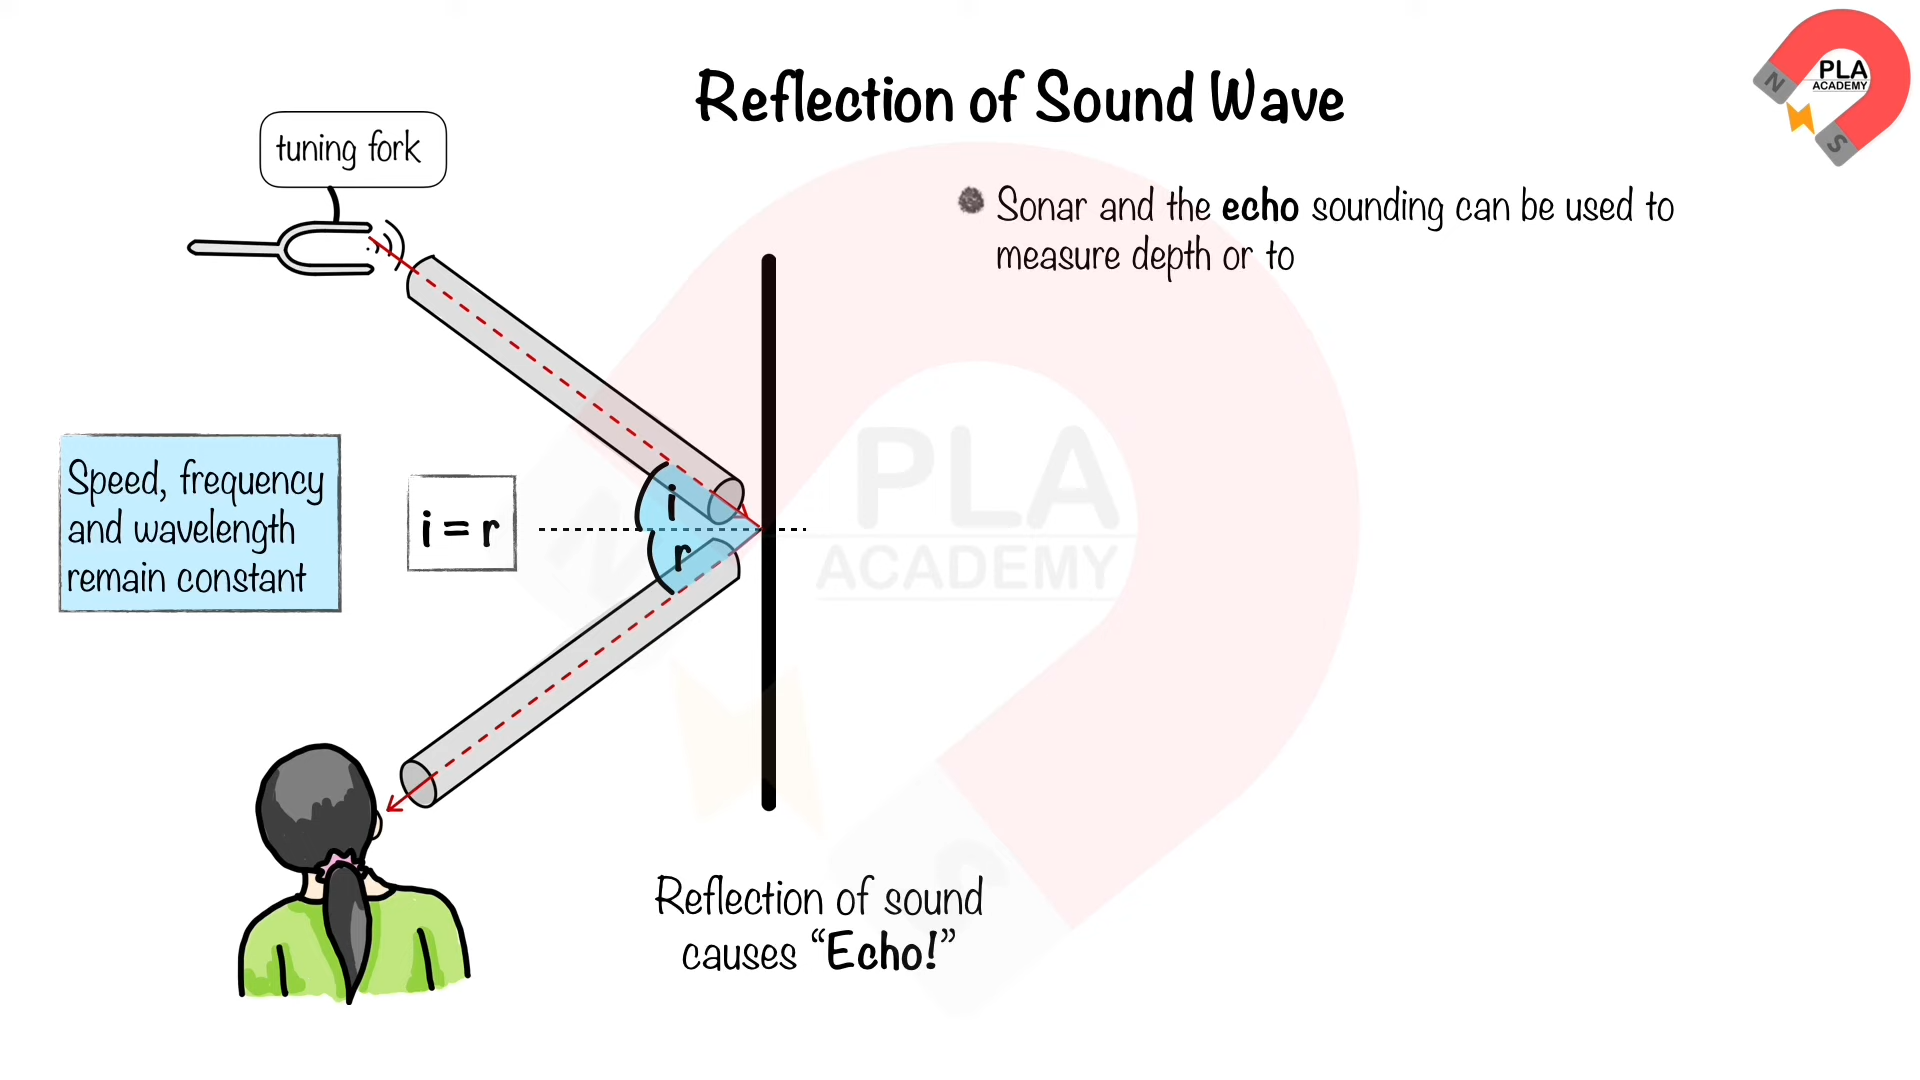 Reflection of Sound Wave
PLA
ACADEMY
N
S
tuning fork
Sonar and the echo sounding can be used to
measure depth or to
Speed, frequency
and wavelength
remain constant
i = r
i
r
PLA
ACADEMY
N
S
Reflection of sound
causes “Echo!”